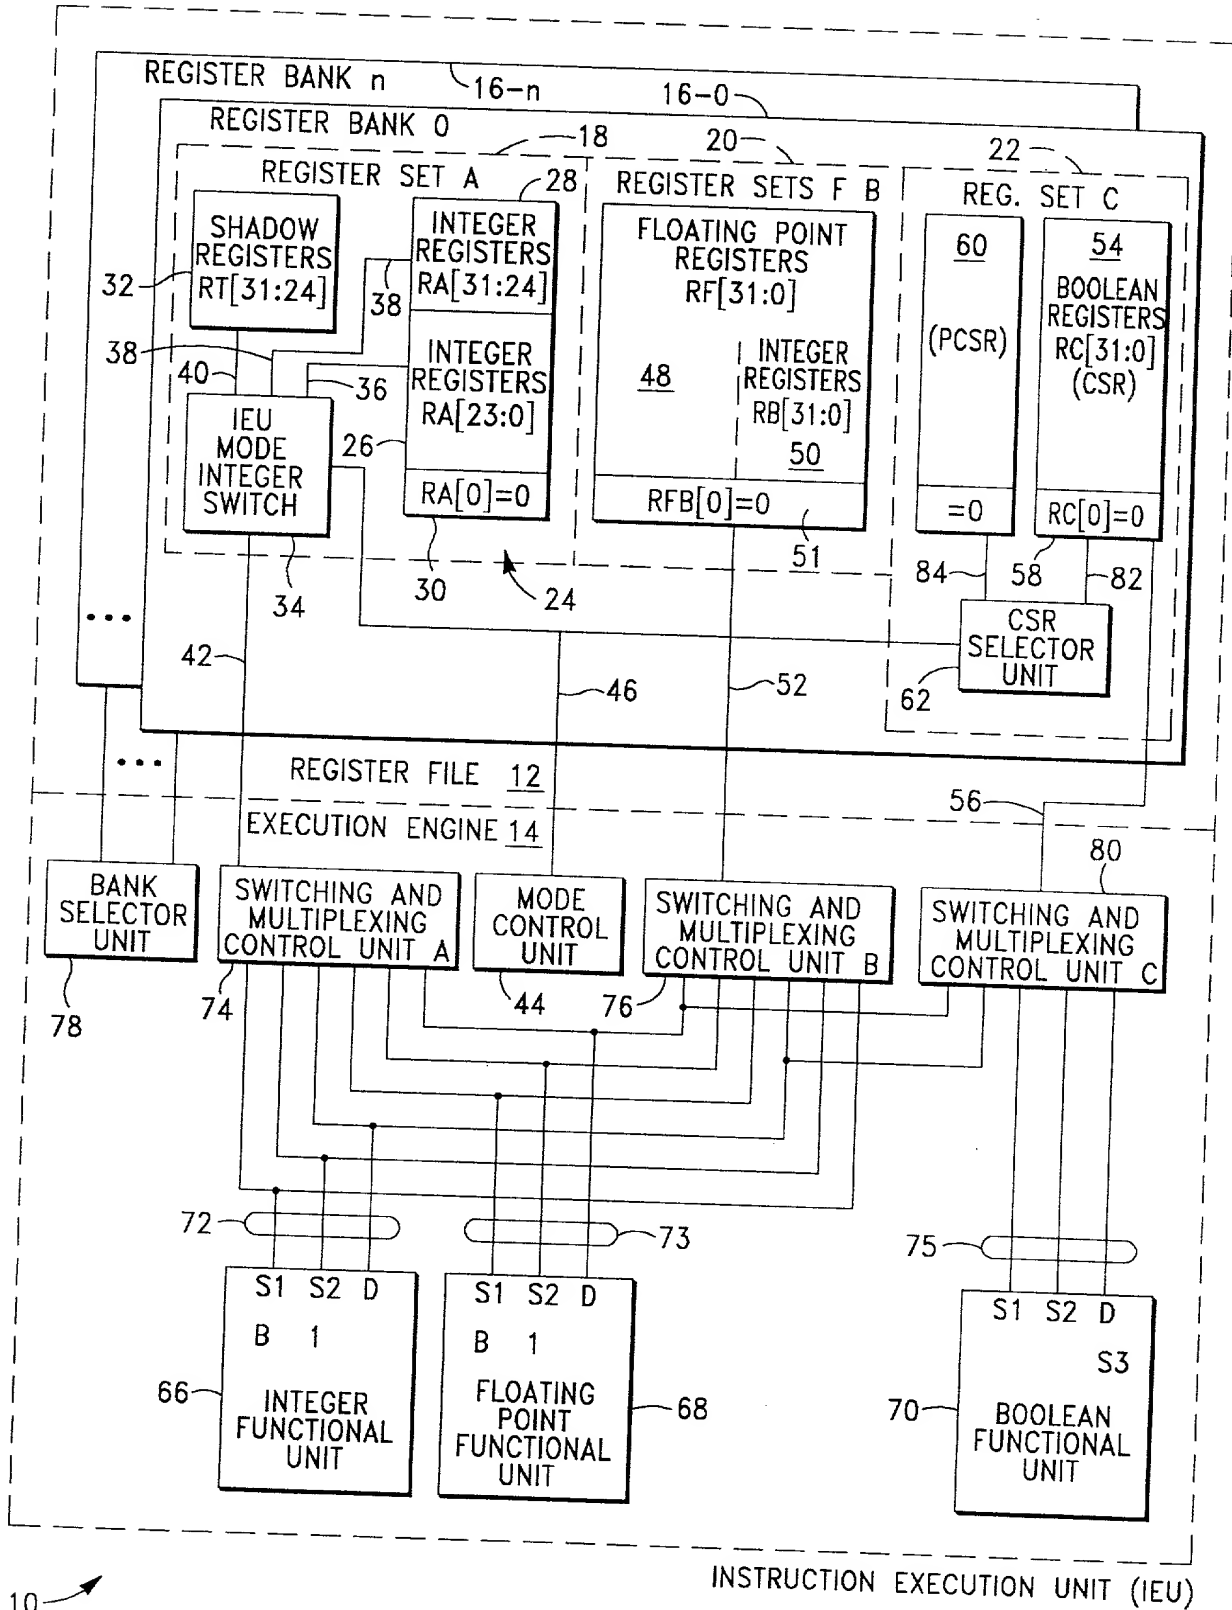 REGISTER BANK n
16-n
16-0
REGISTER BANK 0
18
20
22
REGISTER SET A
28
REGISTER SETS F B
REG. SET C
SHADOW
REGISTERS
RT[31:24]
32
INTEGER
REGISTERS
RA[31:24]
38
38
40
36
INTEGER
REGISTERS
RA[23:0]
26
RA[0]=0
30
IEU
MODE
INTEGER
SWITCH
34
24
FLOATING POINT
REGISTERS
RF[31:0]
48
INTEGER
REGISTERS
RB[31:0]
50
RFB[0]=0
51
60
(PCSR)
=0
54
BOOLEAN
REGISTERS
RC[31:0]
(CSR)
RC[0]=0
84
58
82
CSR
SELECTOR
UNIT
62
...
42
46
52
...
REGISTER FILE 12
56
EXECUTION ENGINE 14
80
BANK
SELECTOR
UNIT
78
SWITCHING AND
MULTIPLEXING
CONTROL UNIT A
74
MODE
CONTROL
UNIT
44
SWITCHING AND
MULTIPLEXING
CONTROL UNIT B
76
SWITCHING AND
MULTIPLEXING
CONTROL UNIT C
72
73
75
S1 S2 D
B 1
INTEGER
FUNCTIONAL
UNIT
66
S1 S2 D
B 1
FLOATING
POINT
FUNCTIONAL
UNIT
68
S1 S2 D
S3
BOOLEAN
FUNCTIONAL
UNIT
70
INSTRUCTION EXECUTION UNIT (IEU)
10